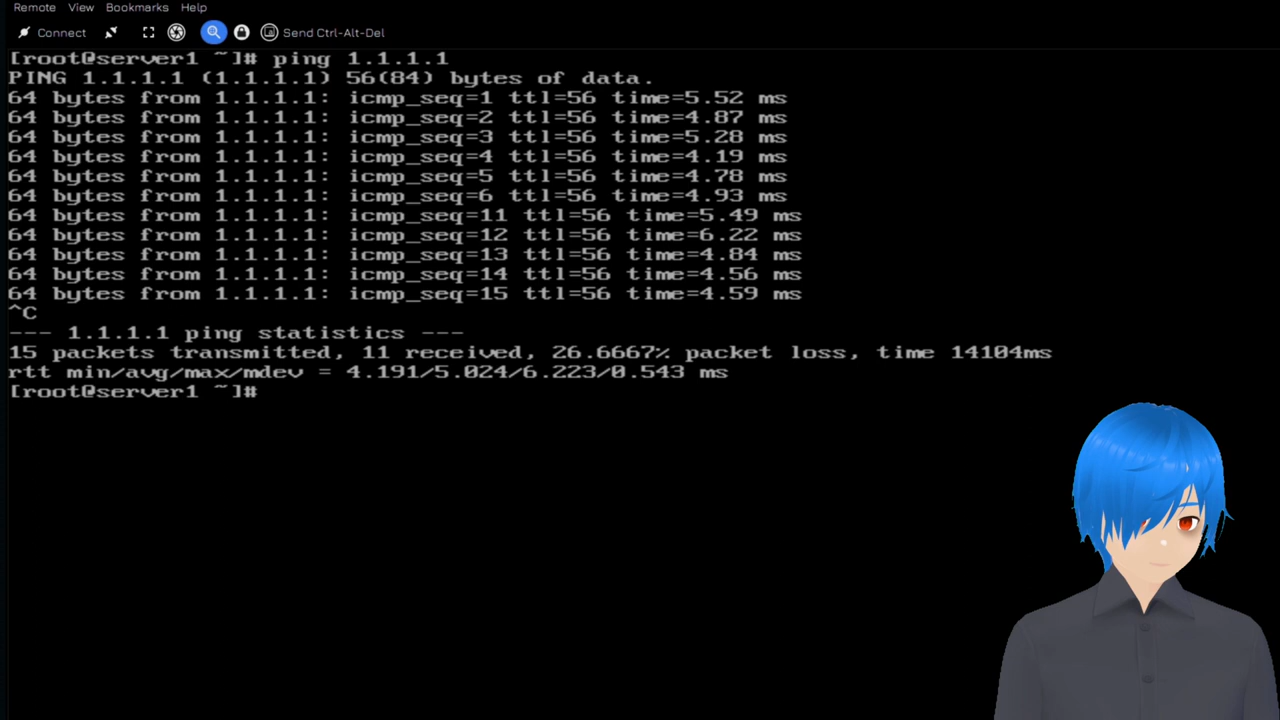 Remote View Bookmarks Help
Connect Send Ctrl-Alt-Del
[root@server1 ~]# ping 1.1.1.1
PING 1.1.1.1 (1.1.1.1) 56(84) bytes of data.
64 bytes from 1.1.1.1: icmp_seq=1 ttl=56 time=5.52 ms
64 bytes from 1.1.1.1: icmp_seq=2 ttl=56 time=4.87 ms
64 bytes from 1.1.1.1: icmp_seq=3 ttl=56 time=5.28 ms
64 bytes from 1.1.1.1: icmp_seq=4 ttl=56 time=4.19 ms
64 bytes from 1.1.1.1: icmp_seq=5 ttl=56 time=4.78 ms
64 bytes from 1.1.1.1: icmp_seq=6 ttl=56 time=4.93 ms
64 bytes from 1.1.1.1: icmp_seq=11 ttl=56 time=5.49 ms
64 bytes from 1.1.1.1: icmp_seq=12 ttl=56 time=6.22 ms
64 bytes from 1.1.1.1: icmp_seq=13 ttl=56 time=4.84 ms
64 bytes from 1.1.1.1: icmp_seq=14 ttl=56 time=4.56 ms
64 bytes from 1.1.1.1: icmp_seq=15 ttl=56 time=4.59 ms
^C
--- 1.1.1.1 ping statistics ---
15 packets transmitted, 11 received, 26.6667% packet loss, time 14104ms
rtt min/avg/max/mdev = 4.191/5.024/6.223/0.543 ms
[root@server1 ~]#